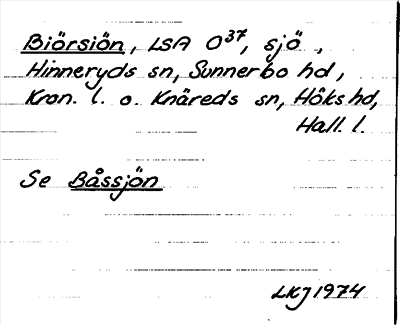 Biörsiön, LSA O37, sjö,
Hinneryds sn, Sunnerbo hd,
Kron. l. o. Knäreds sn, Höks hd,
Hall. l.
Se Båssjön
LKJ 1974